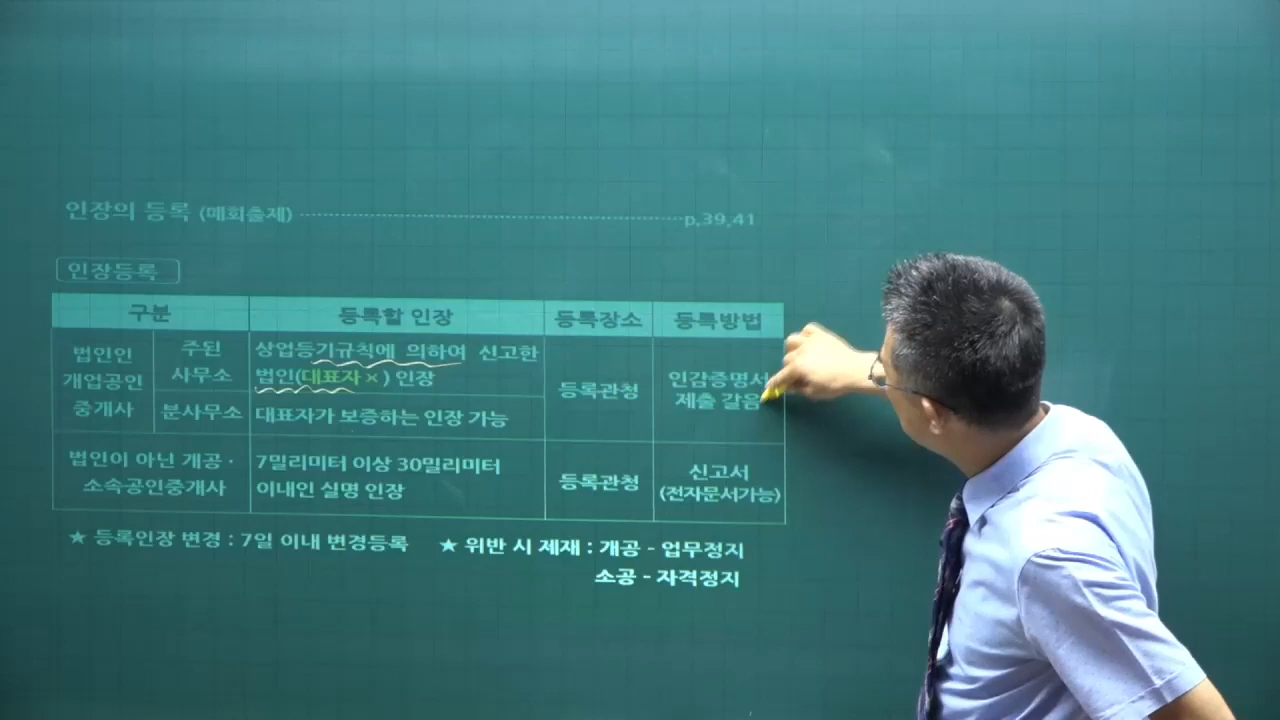 인장의 등록 (매회출제) p,39,41
인장등록
구분 등록할 인장 등록장소 등록방법
법인인 개업공인 중개사
주된 사무소
상업등기규칙에 의하여 신고한
법인(대표자×) 인장
등록관청
인감증명서
제출 갈음
분사무소 대표자가 보증하는 인장 가능
법인이 아닌 개공·
소속공인중개사
7밀리미터 이상 30밀리미터
이내인 실명 인장
등록관청
신고서
(전자문서가능)
★ 등록인장 변경 : 7일 이내 변경등록 ★ 위반 시 제재 : 개공 - 업무정지
소공 - 자격정지